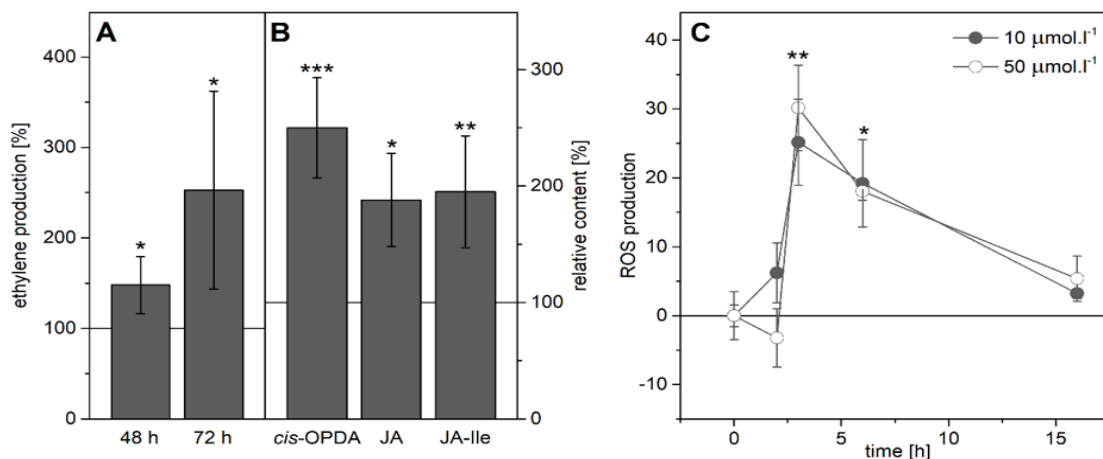 A
B
C
400
300
200
100
0
ethylene production [%]
*
*
48 h
72 h
***
*
**
cis-OPDA
JA
JA-Ile
300
200
100
0
relative content [%]
40
30
20
10
0
-10
ROS production
**
*
10 μmol.l-1
50 μmol.l-1
0
5
10
15
time [h]